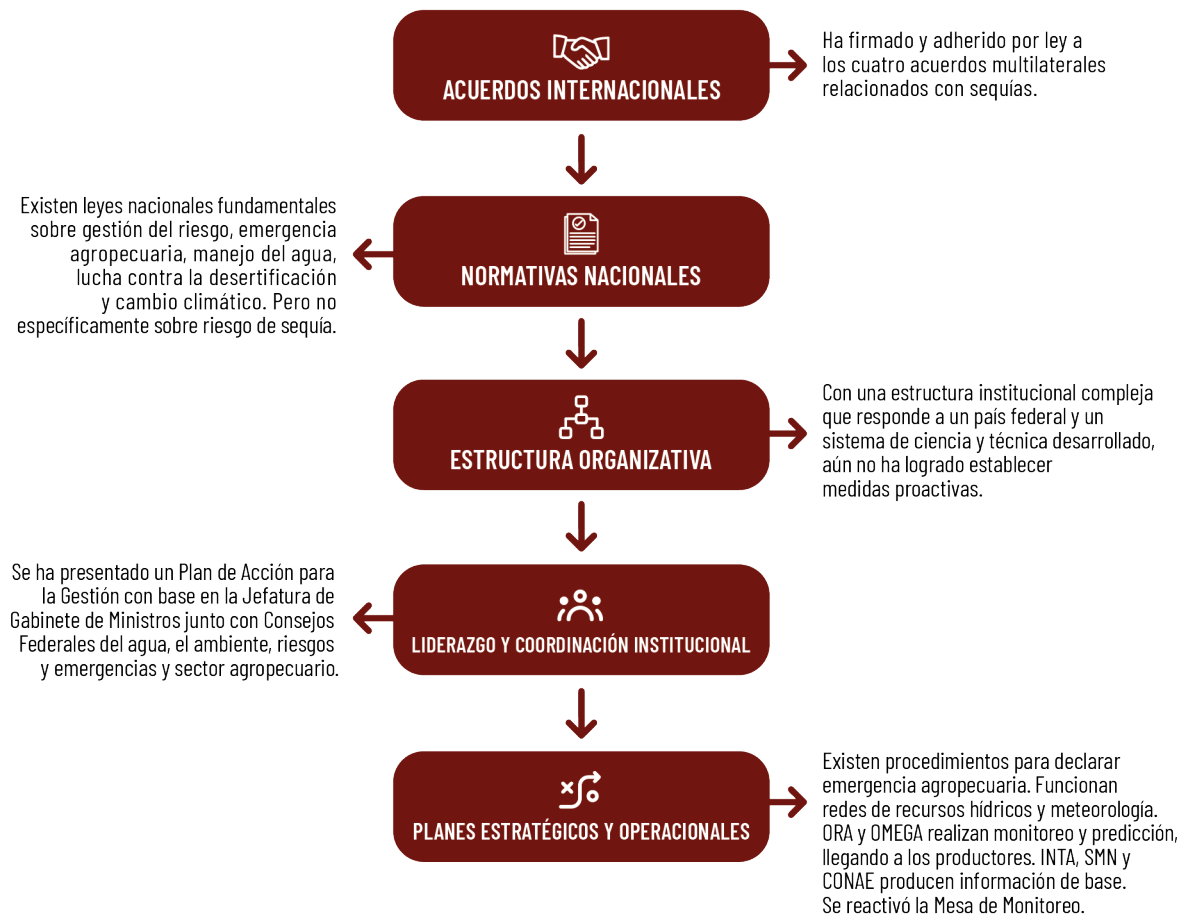 ACUERDOS INTERNACIONALES
Ha firmado y adherido por ley a
los cuatro acuerdos multilaterales
relacionados con sequías.
NORMATIVAS NACIONALES
Existen leyes nacionales fundamentales
sobre gestión del riesgo, emergencia
agropecuaria, manejo del agua,
lucha contra la desertificación
y cambio climático. Pero no
específicamente sobre riesgo de sequía.
ESTRUCTURA ORGANIZATIVA
Con una estructura institucional compleja
que responde a un país federal y un
sistema de ciencia y técnica desarrollado,
aún no ha logrado establecer
medidas proactivas.
LIDERAZGO Y COORDINACIÓN INSTITUCIONAL
Se ha presentado un Plan de Acción para
la Gestión con base en la Jefatura de
Gabinete de Ministros junto con Consejos
Federales del agua, el ambiente, riesgos
y emergencias y sector agropecuario.
PLANES ESTRATÉGICOS Y OPERACIONALES
Existen procedimientos para declarar
emergencia agropecuaria. Funcionan
redes de recursos hídricos y meteorología.
ORA y OMEGA realizan monitoreo y predicción,
llegando a los productores. INTA, SMN y
CONAE producen información de base.
Se reactivó la Mesa de Monitoreo.